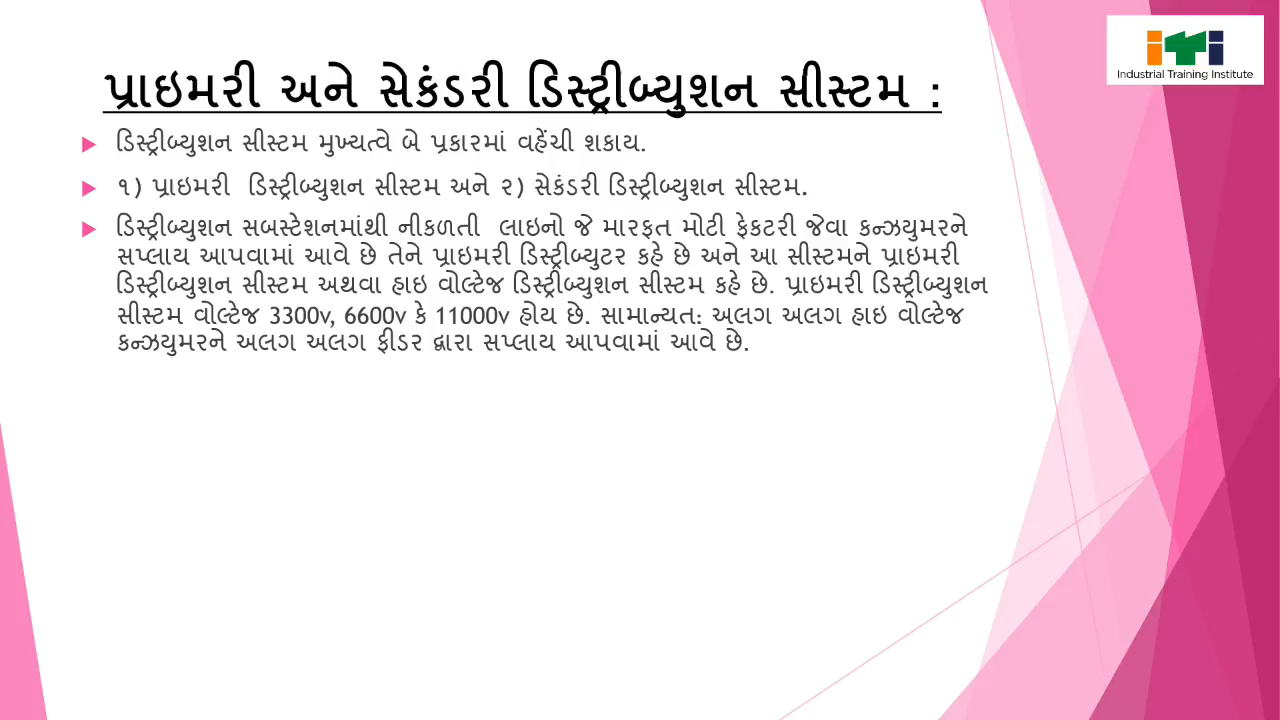 iTi
Industrial Training Institute
પ્રાઇમરી અને સેકંડરી ડિસ્ટ્રીબ્યુશન સીસ્ટમ :
ડિસ્ટ્રીબ્યુશન સીસ્ટમ મુખ્યત્વે બે પ્રકારમાં વહેંચી શકાય.
૧) પ્રાઇમરી ડિસ્ટ્રીબ્યુશન સીસ્ટમ અને ૨) સેકંડરી ડિસ્ટ્રીબ્યુશન સીસ્ટમ.
ડિસ્ટ્રીબ્યુશન સબસ્ટેશનમાંથી નીકળતી લાઇનો જે મારફત મોટી ફેકટરી જેવા કન્ઝયુમરને
સપ્લાય આપવામાં આવે છે તેને પ્રાઇમરી ડિસ્ટ્રીબ્યુટર કહે છે અને આ સીસ્ટમને પ્રાઇમરી
ડિસ્ટ્રીબ્યુશન સીસ્ટમ અથવા હાઇ વોલ્ટેજ ડિસ્ટ્રીબ્યુશન સીસ્ટમ કહે છે. પ્રાઇમરી ડિસ્ટ્રીબ્યુશન
સીસ્ટમ વોલ્ટેજ 3300v, 6600v કે 11000v હોય છે. સામાન્યત: અલગ અલગ હાઇ વોલ્ટેજ
કન્ઝયુમરને અલગ અલગ ફીડર દ્વારા સપ્લાય આપવામાં આવે છે.